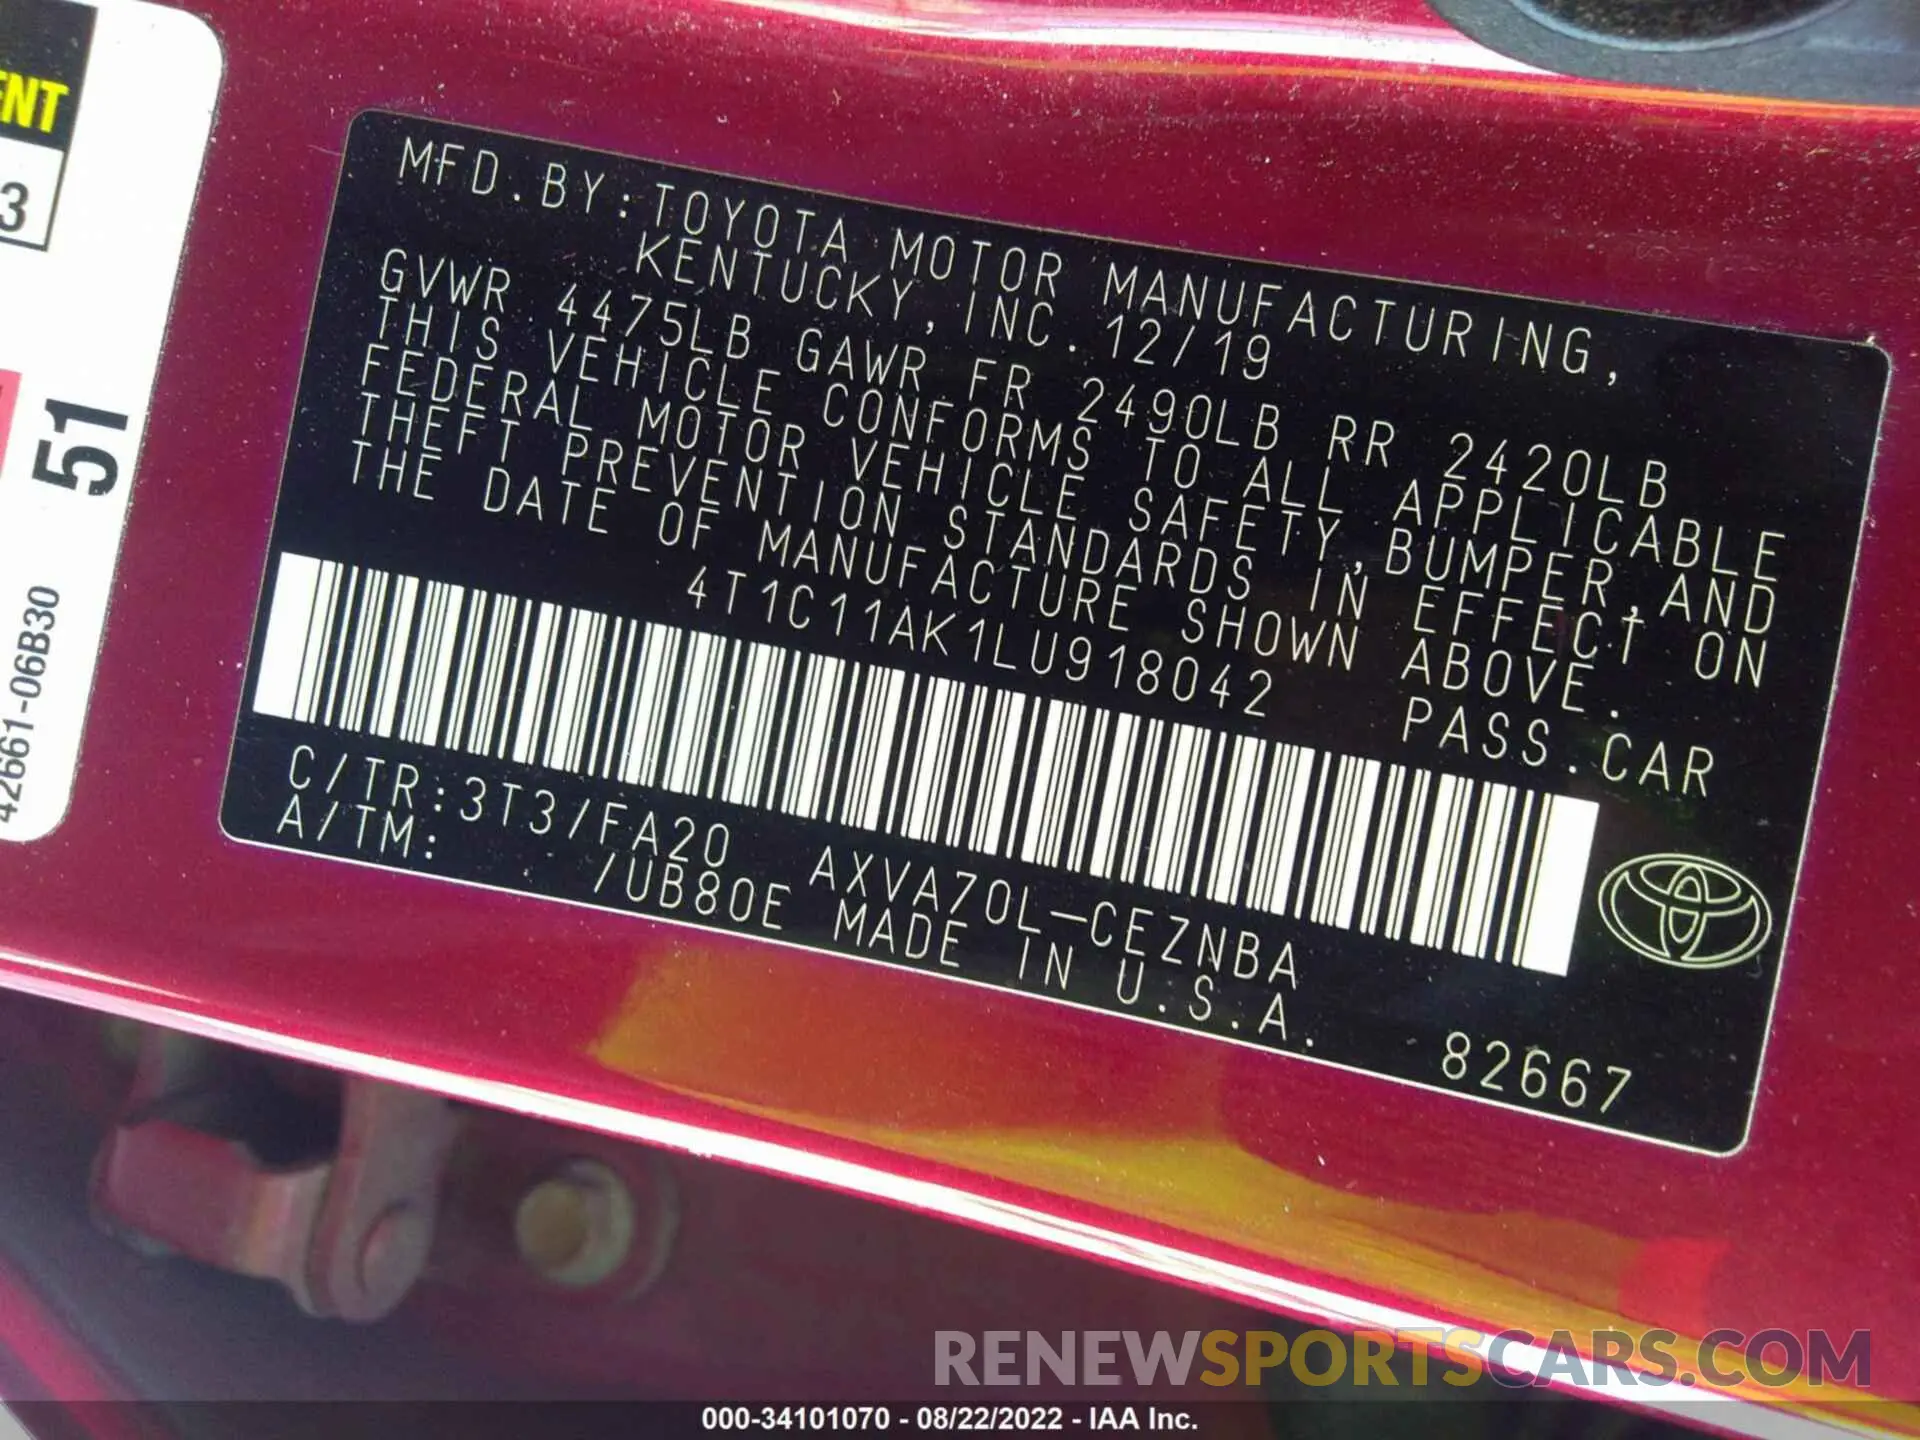 ENT
3
51
42661-06B30
MFD.BY:TOYOTA MOTOR MANUFACTURING,
KENTUCKY, INC. 12/19
GVWR 4475LB GAWR FR 2490LB RR 2420LB
THIS VEHICLE CONFORMS TO ALL APPLICABLE
FEDERAL MOTOR VEHICLE SAFETY,BUMPER,AND
THEFT PREVENTION STANDARDS IN EFFECT ON
THE DATE OF MANUFACTURE SHOWN ABOVE.
4T1C11AK1LU918042 PASS.CAR
C/TR:3T3/FA20 AXVA70L-CEZNBA
A/TM: /UB80E MADE IN U.S.A.
82667
RENEWSPORTSCARS.COM
000-34101070 - 08/22/2022 - IAA Inc.